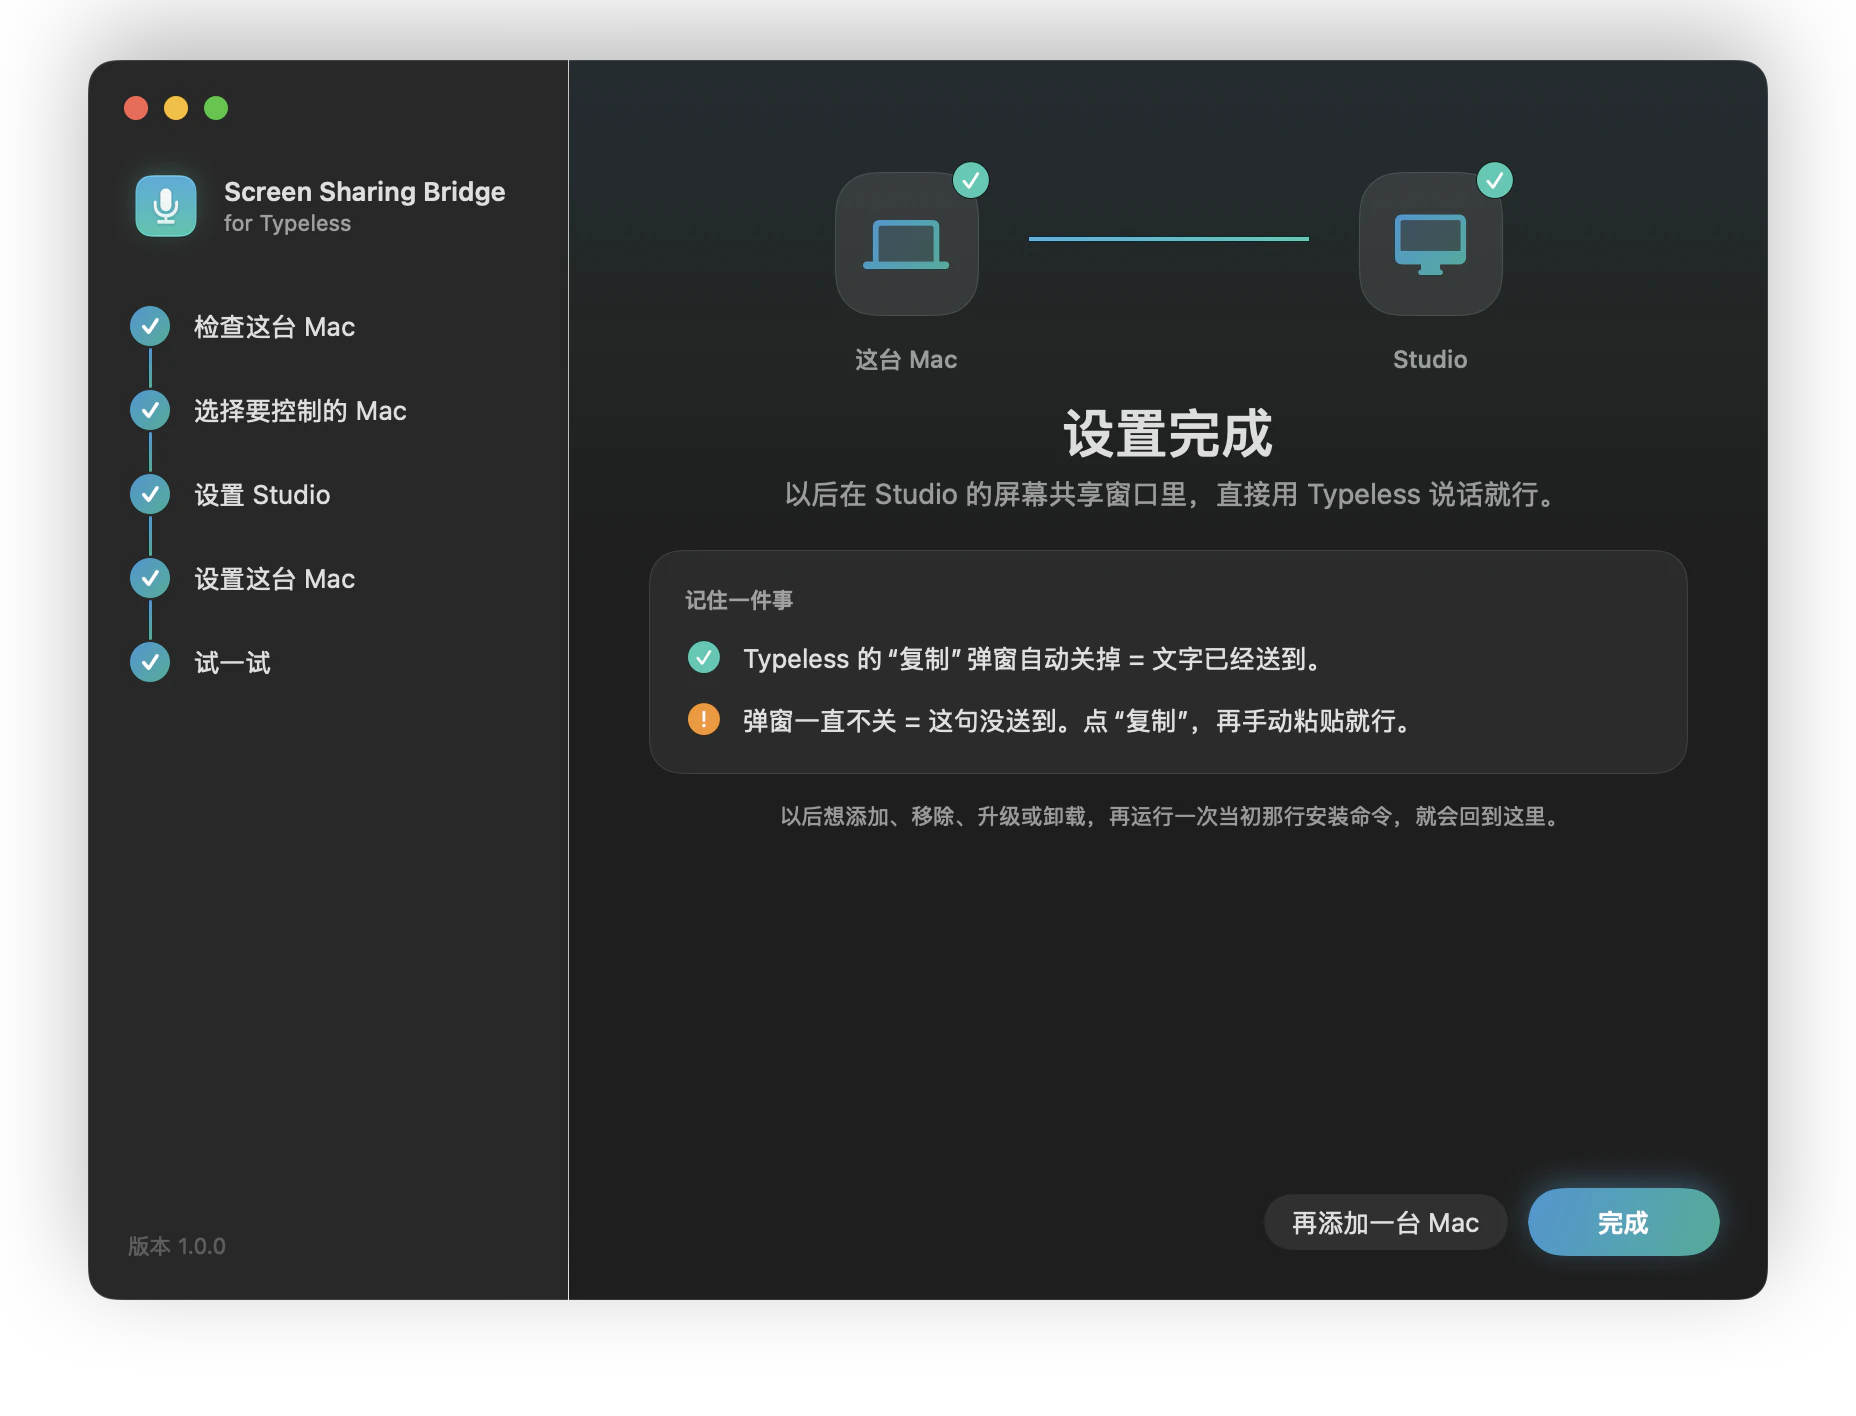 Screen Sharing Bridge
for Typeless
检查这台 Mac
选择要控制的 Mac
设置 Studio
设置这台 Mac
试一试
版本 1.0.0
这台 Mac
Studio
设置完成
以后在 Studio 的屏幕共享窗口里，直接用 Typeless 说话就行。
记住一件事
Typeless 的“复制”弹窗自动关掉 = 文字已经送到。
弹窗一直不关 = 这句没送到。点“复制”，再手动粘贴就行。
以后想添加、移除、升级或卸载，再运行一次当初那行安装命令，就会回到这里。
再添加一台 Mac
完成